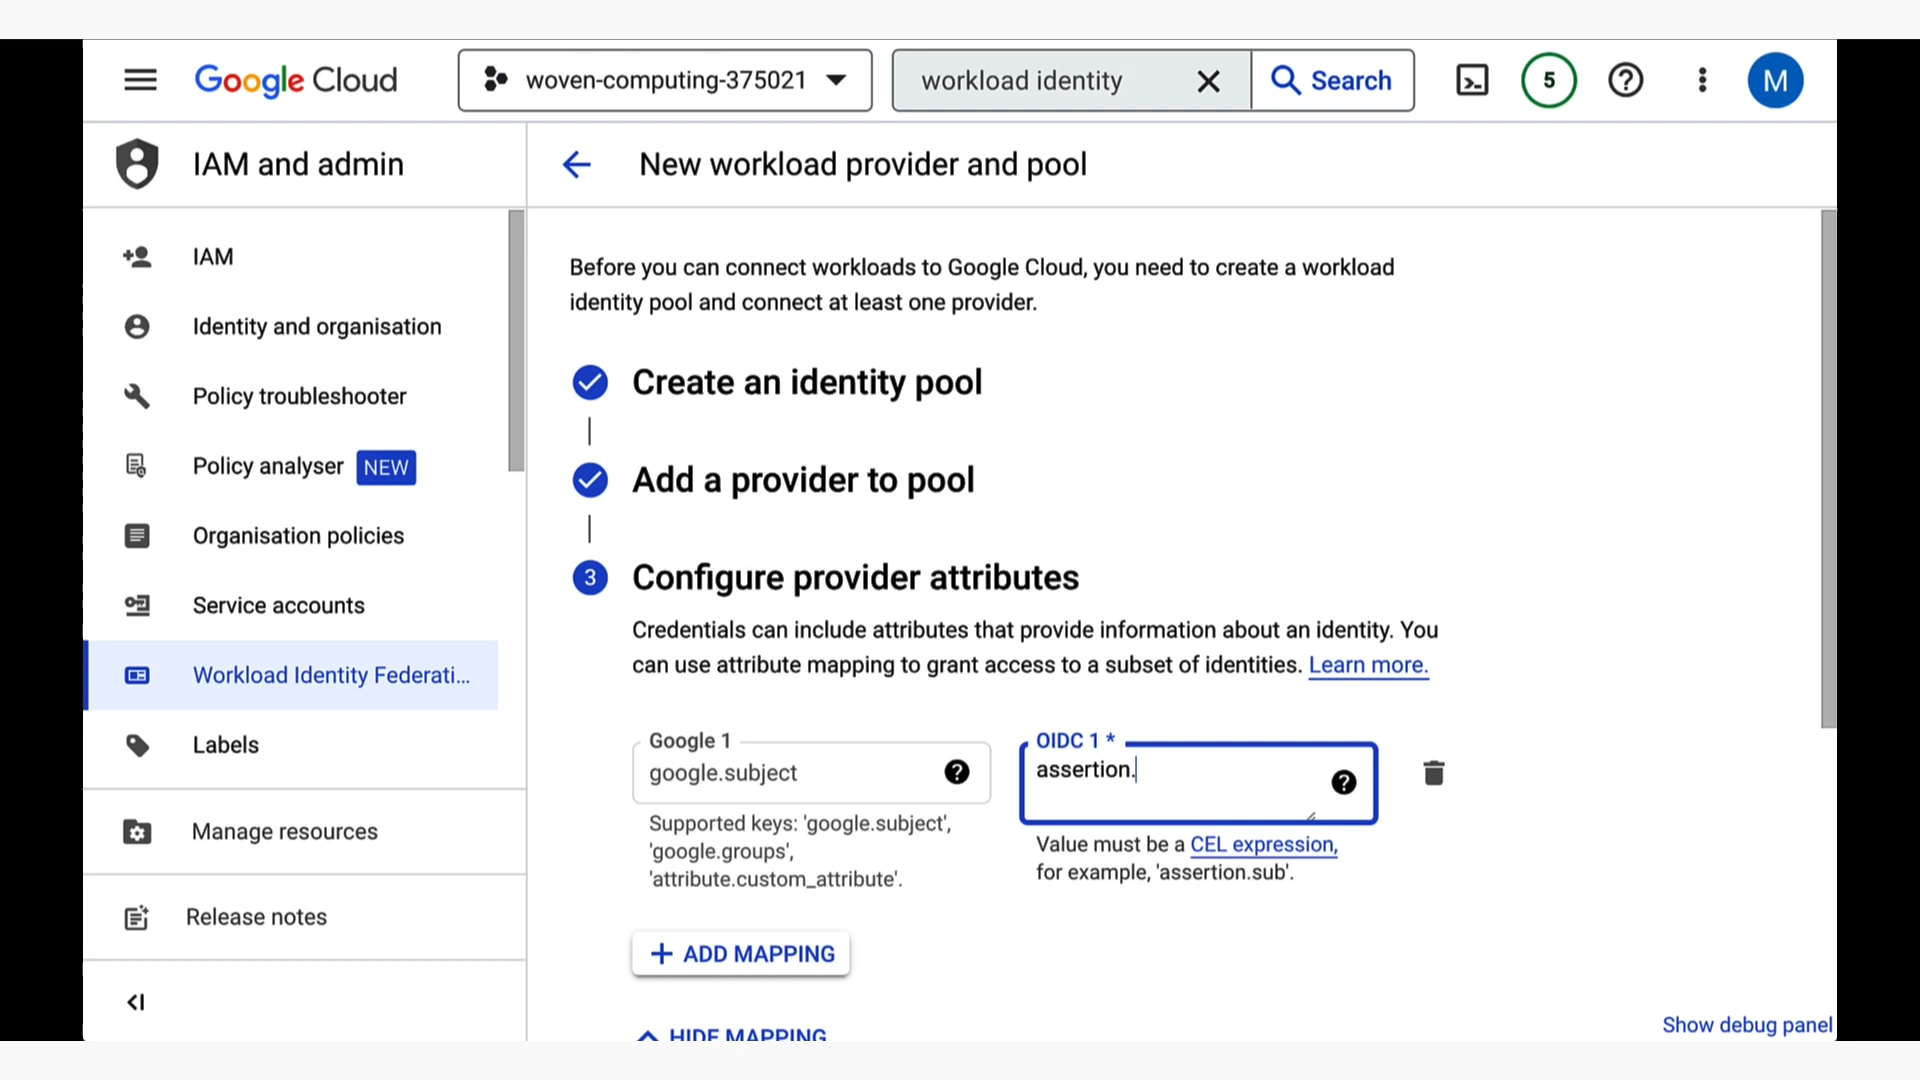 Google Cloud
woven-computing-375021
workload identity
Search
5
M
IAM and admin
New workload provider and pool
IAM
Identity and organisation
Policy troubleshooter
Policy analyser NEW
Organisation policies
Service accounts
Workload Identity Federati...
Labels
Manage resources
Release notes
Before you can connect workloads to Google Cloud, you need to create a workload
identity pool and connect at least one provider.
Create an identity pool
Add a provider to pool
3 Configure provider attributes
Credentials can include attributes that provide information about an identity. You
can use attribute mapping to grant access to a subset of identities. Learn more.
Google 1
google.subject
Supported keys: 'google.subject',
'google.groups',
'attribute.custom_attribute'.
OIDC 1 *
assertion.
Value must be a CEL expression,
for example, 'assertion.sub'.
ADD MAPPING
HIDE MAPPING
Show debug panel